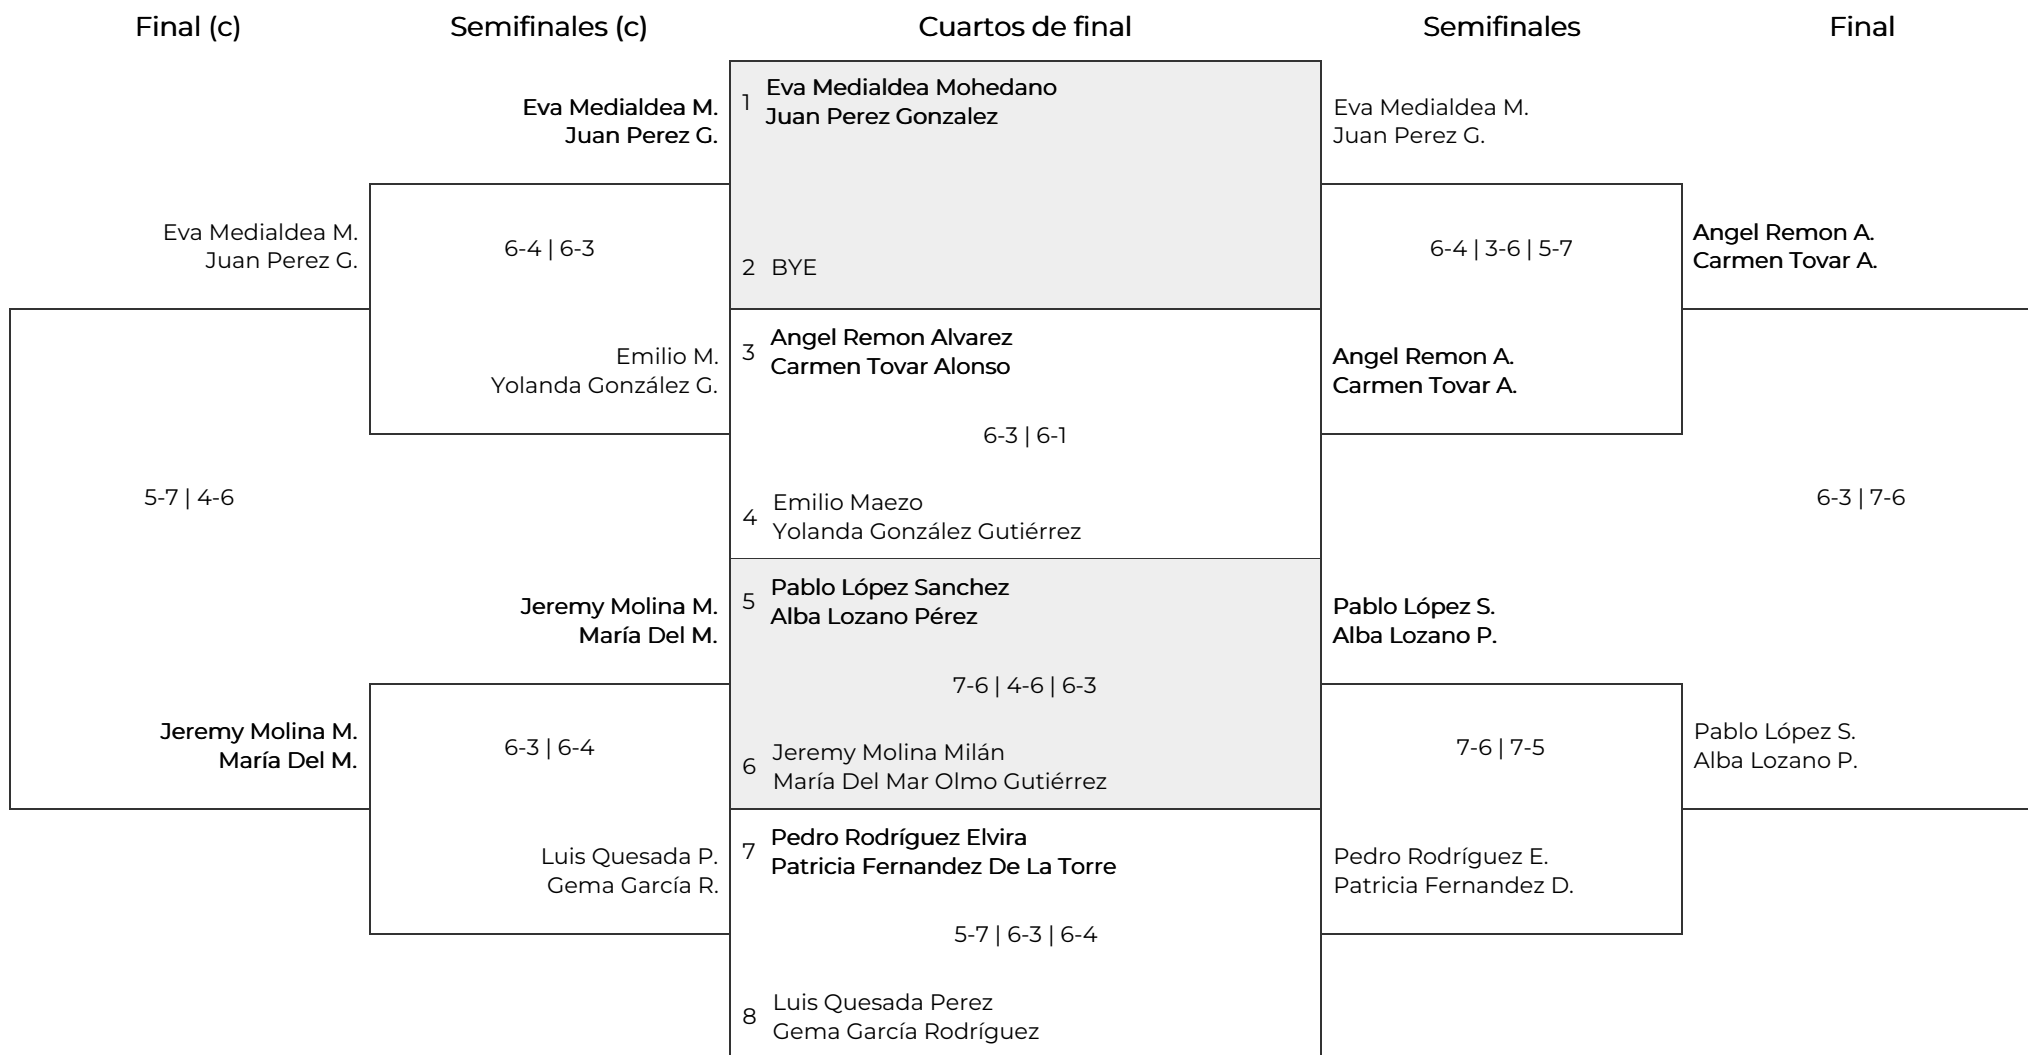 Final (c)
Semifinales (c)
Cuartos de final
Semifinales
Final
Eva Medialdea M.
Juan Perez G.
Eva Medialdea M.
Juan Perez G.
6-4 | 6-3
Emilio M.
Yolanda González G.
5-7 | 4-6
Jeremy Molina M.
María Del M.
Jeremy Molina M.
María Del M.
6-3 | 6-4
Luis Quesada P.
Gema García R.
1
Eva Medialdea Mohedano
Juan Perez Gonzalez
2 BYE
3
Angel Remon Alvarez
Carmen Tovar Alonso
6-3 | 6-1
4
Emilio Maezo
Yolanda González Gutiérrez
5
Pablo López Sanchez
Alba Lozano Pérez
7-6 | 4-6 | 6-3
6
Jeremy Molina Milán
María Del Mar Olmo Gutiérrez
7
Pedro Rodríguez Elvira
Patricia Fernandez De La Torre
5-7 | 6-3 | 6-4
8
Luis Quesada Perez
Gema García Rodríguez
Eva Medialdea M.
Juan Perez G.
6-4 | 3-6 | 5-7
Angel Remon A.
Carmen Tovar A.
Pablo López S.
Alba Lozano P.
7-6 | 7-5
Pedro Rodríguez E.
Patricia Fernandez D.
Angel Remon A.
Carmen Tovar A.
6-3 | 7-6
Pablo López S.
Alba Lozano P.